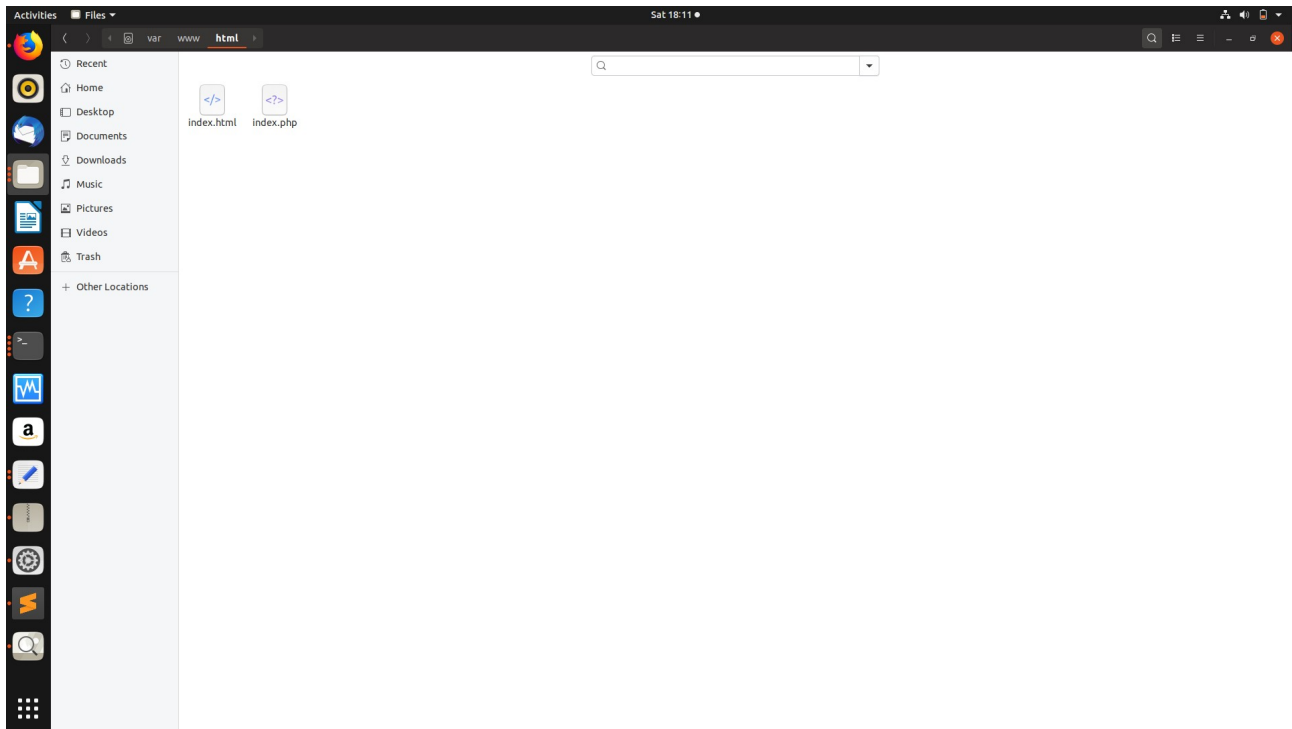 Activities Files Sat 18:11
var www html
Recent
Home
Desktop
Documents
Downloads
Music
Pictures
Videos
Trash
+ Other Locations
</>
<?>
index.html index.php
?
>_
a